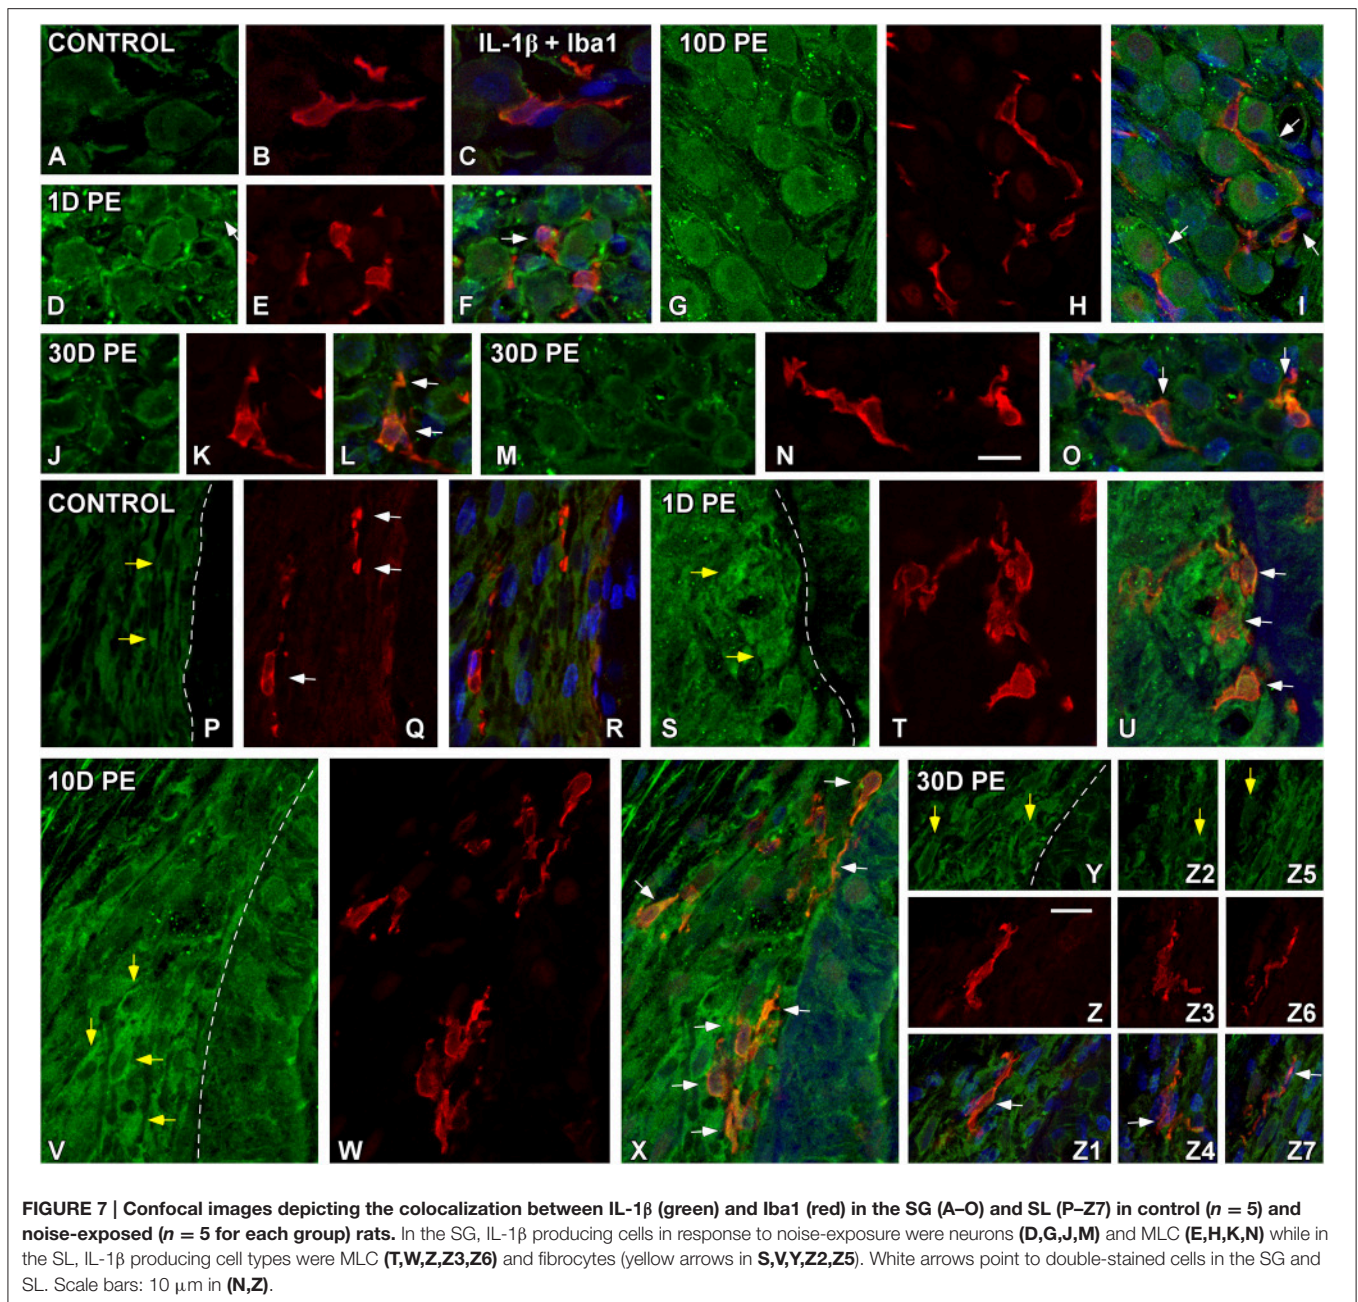 CONTROL
IL-1β + Iba1
10D PE
A
B
C
1D PE
D
E
F
G
H
I
30D PE
30D PE
J
K
L
M
N
O
CONTROL
1D PE
P
Q
R
S
T
U
10D PE
30D PE
Y
Z2
Z5
Z
Z3
Z6
V
W
X
Z1
Z4
Z7
FIGURE 7 | Confocal images depicting the colocalization between IL-1β (green) and Iba1 (red) in the SG (A–O) and SL (P–Z7) in control (n = 5) and
noise-exposed (n = 5 for each group) rats. In the SG, IL-1β producing cells in response to noise-exposure were neurons (D,G,J,M) and MLC (E,H,K,N) while in
the SL, IL-1β producing cell types were MLC (T,W,Z,Z3,Z6) and fibrocytes (yellow arrows in S,V,Y,Z2,Z5). White arrows point to double-stained cells in the SG and
SL. Scale bars: 10 μm in (N,Z).